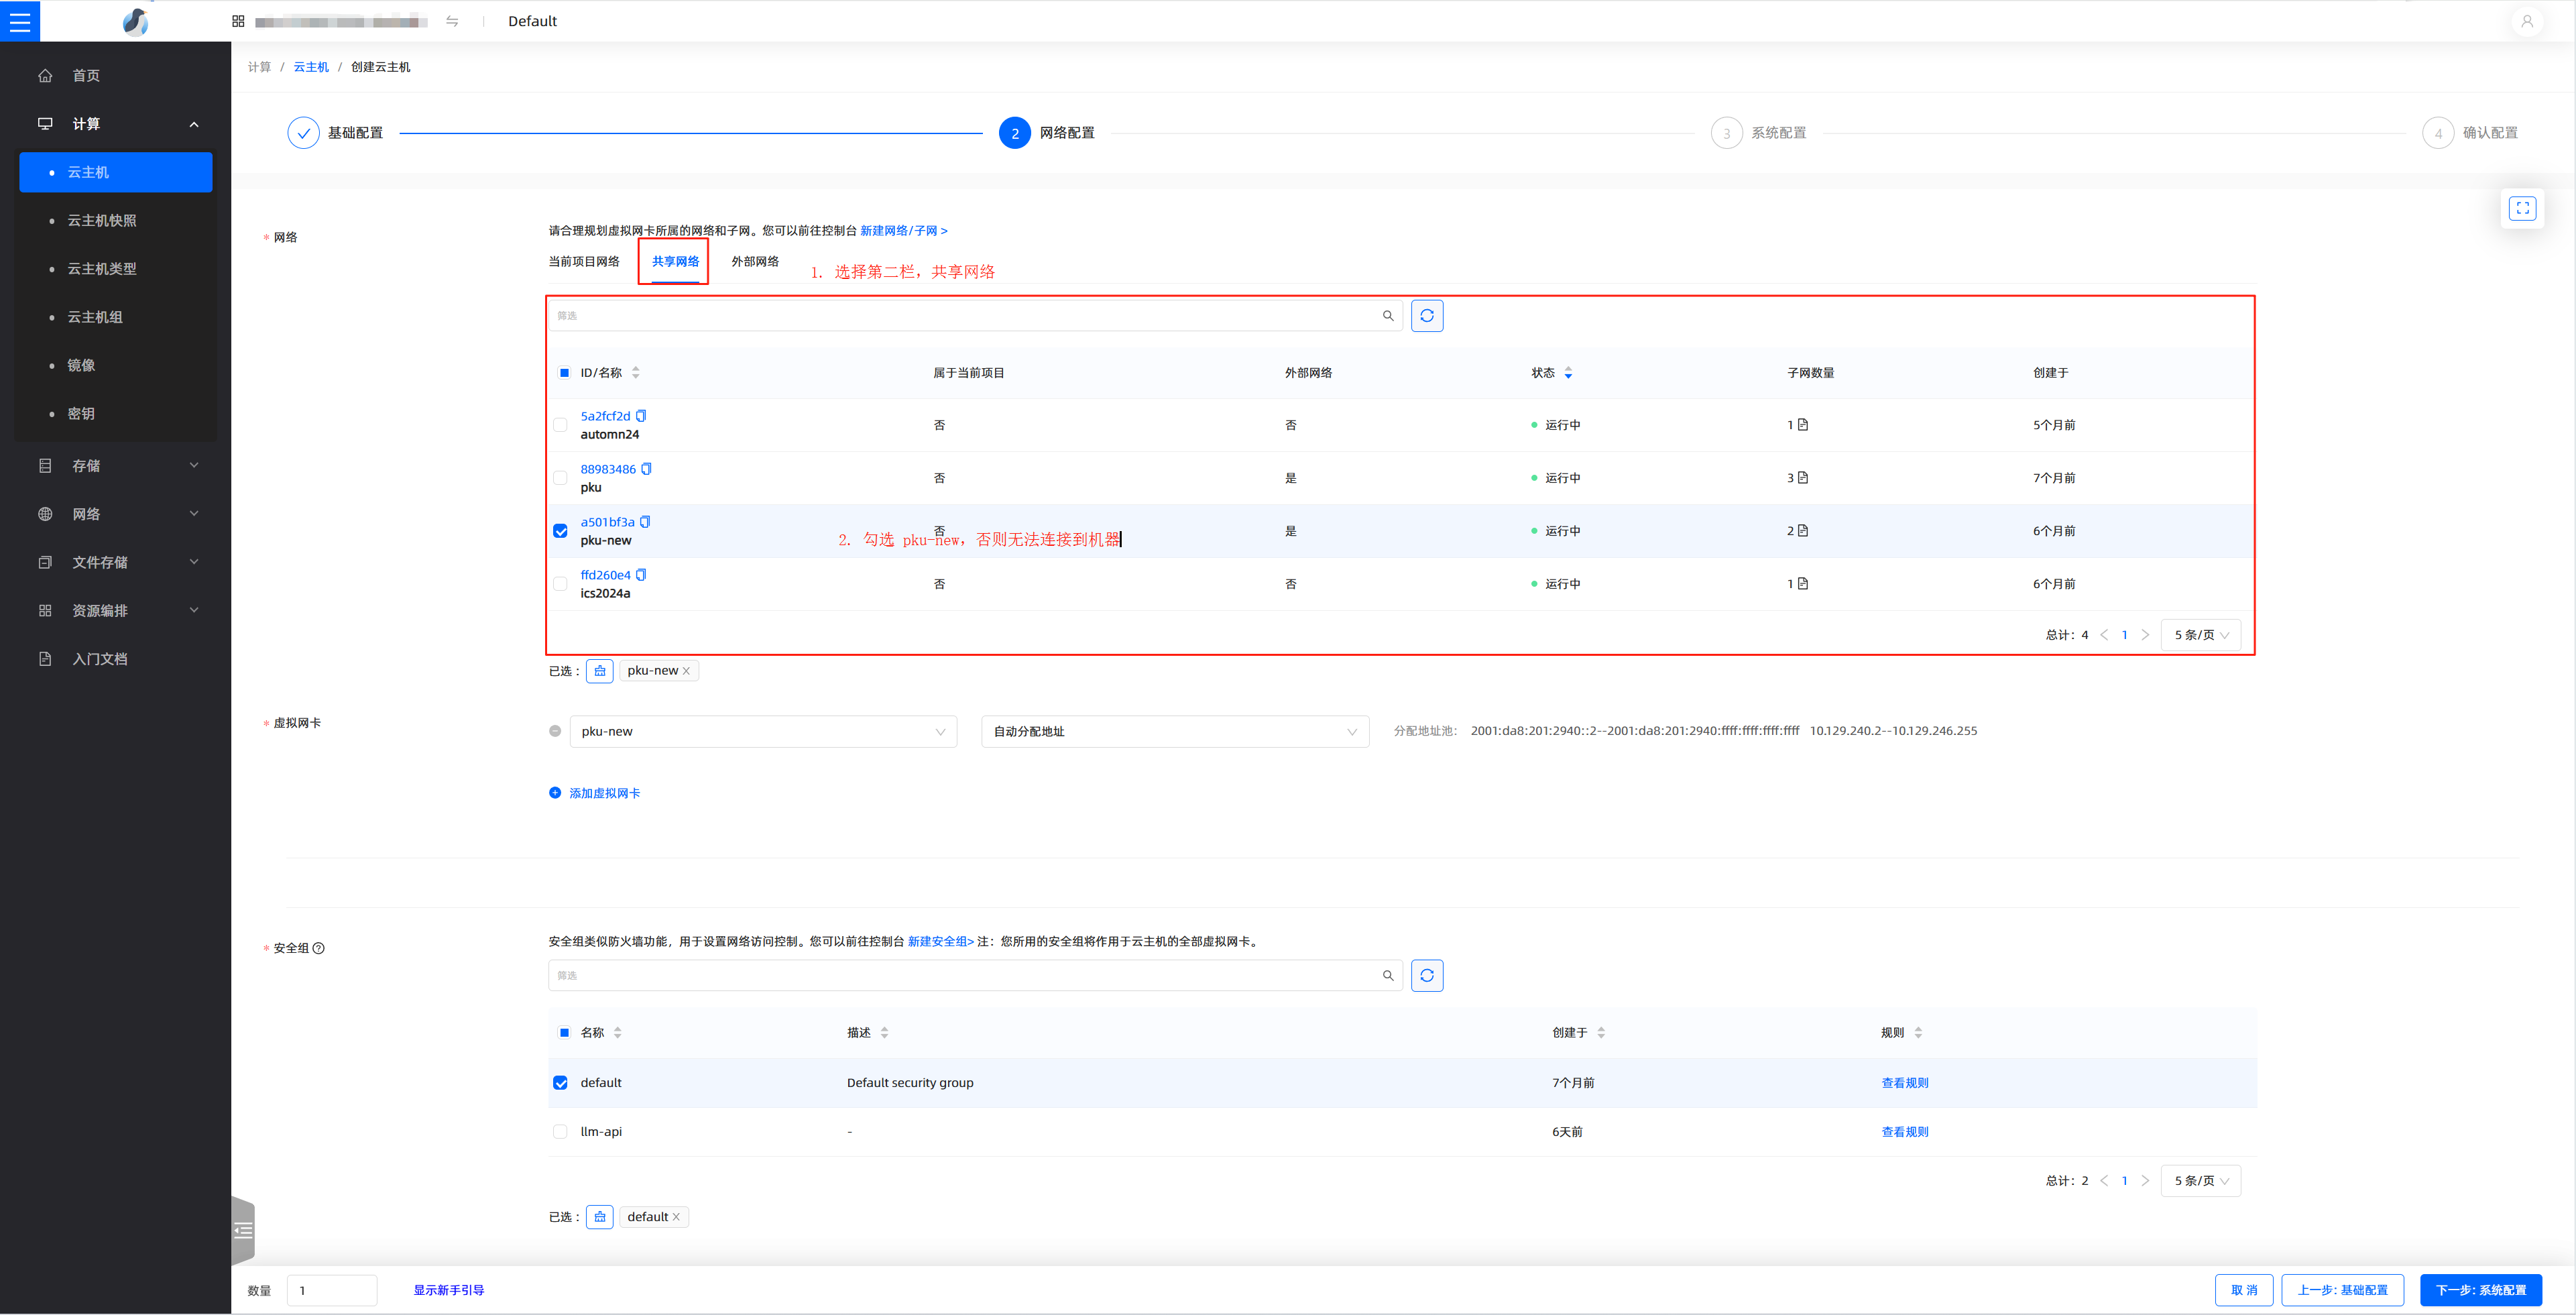 Default
计算 / 云主机 / 创建云主机
首页
计算
云主机
云主机快照
云主机类型
云主机组
镜像
密钥
存储
网络
文件存储
资源编排
入门文档
基础配置
2 网络配置
3 系统配置
4 确认配置
* 网络
请合理规划虚拟网卡所属的网络和子网。您可以前往控制台 新建网络/子网 >
当前项目网络 共享网络 外部网络
1. 选择第二栏，共享网络
筛选
ID/名称 属于当前项目 外部网络 状态 子网数量 创建于
5a2fcf2d
automn24
否 否 运行中 1 5个月前
88983486
pku
否 是 运行中 3 7个月前
a501bf3a
pku-new
否 是 运行中 2 6个月前
2. 勾选 pku-new，否则无法连接到机器
ffd260e4
ics2024a
否 否 运行中 1 6个月前
总计：4 < 1 > 5 条/页
已选： pku-new ×
* 虚拟网卡
pku-new 自动分配地址 分配地址池： 2001:da8:201:2940::2--2001:da8:201:2940:ffff:ffff:ffff:ffff 10.129.240.2--10.129.246.255
添加虚拟网卡
* 安全组
安全组类似防火墙功能，用于设置网络访问控制。您可以前往控制台 新建安全组> 注：您所用的安全组将作用于云主机的全部虚拟网卡。
筛选
名称 描述 创建于 规则
default Default security group 7个月前 查看规则
llm-api - 6天前 查看规则
总计：2 < 1 > 5 条/页
已选： default ×
数量 1 显示新手引导 取 消 上一步: 基础配置 下一步: 系统配置